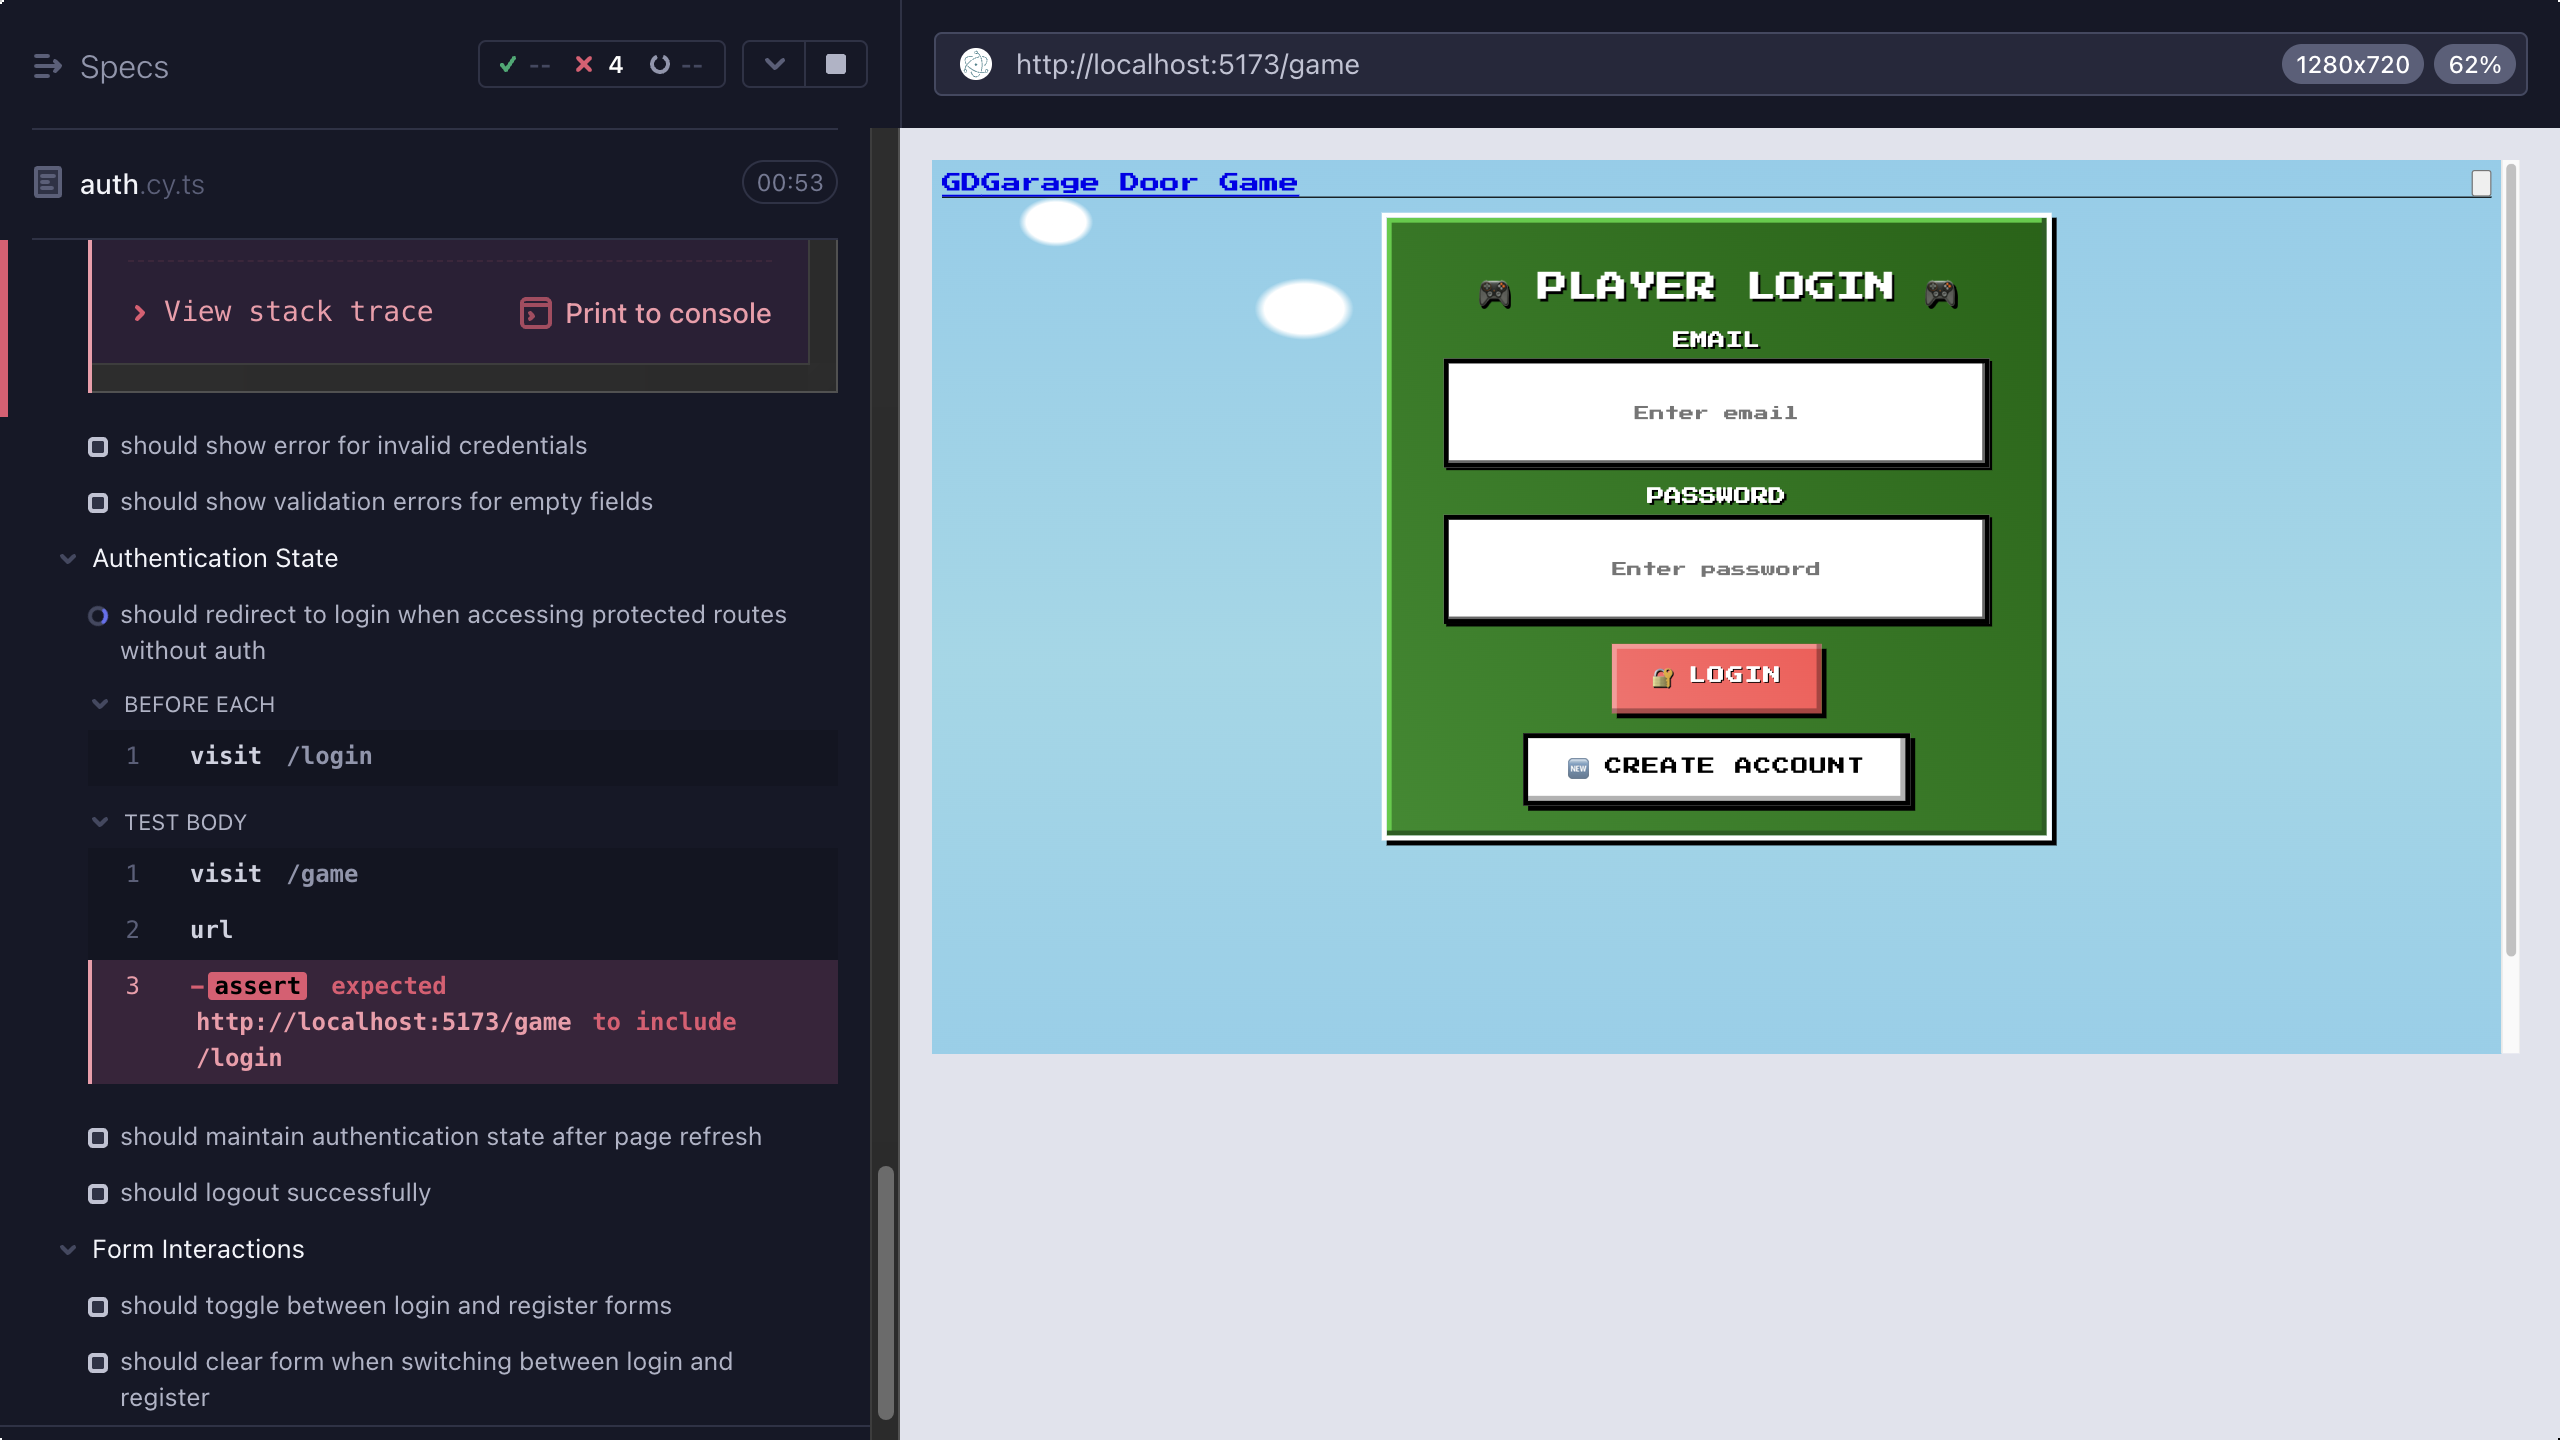 Specs
-- 4 --
auth.cy.ts
00:53
View stack trace
Print to console
should show error for invalid credentials
should show validation errors for empty fields
Authentication State
should redirect to login when accessing protected routes
without auth
BEFORE EACH
1 visit /login
TEST BODY
1 visit /game
2 url
3 -assert expected
http://localhost:5173/game to include
/login
should maintain authentication state after page refresh
should logout successfully
Form Interactions
should toggle between login and register forms
should clear form when switching between login and
register
http://localhost:5173/game
1280x720
62%
GDGarage Door Game
🎮 PLAYER LOGIN 🎮
EMAIL
Enter email
PASSWORD
Enter password
🔐 LOGIN
🆕 CREATE ACCOUNT